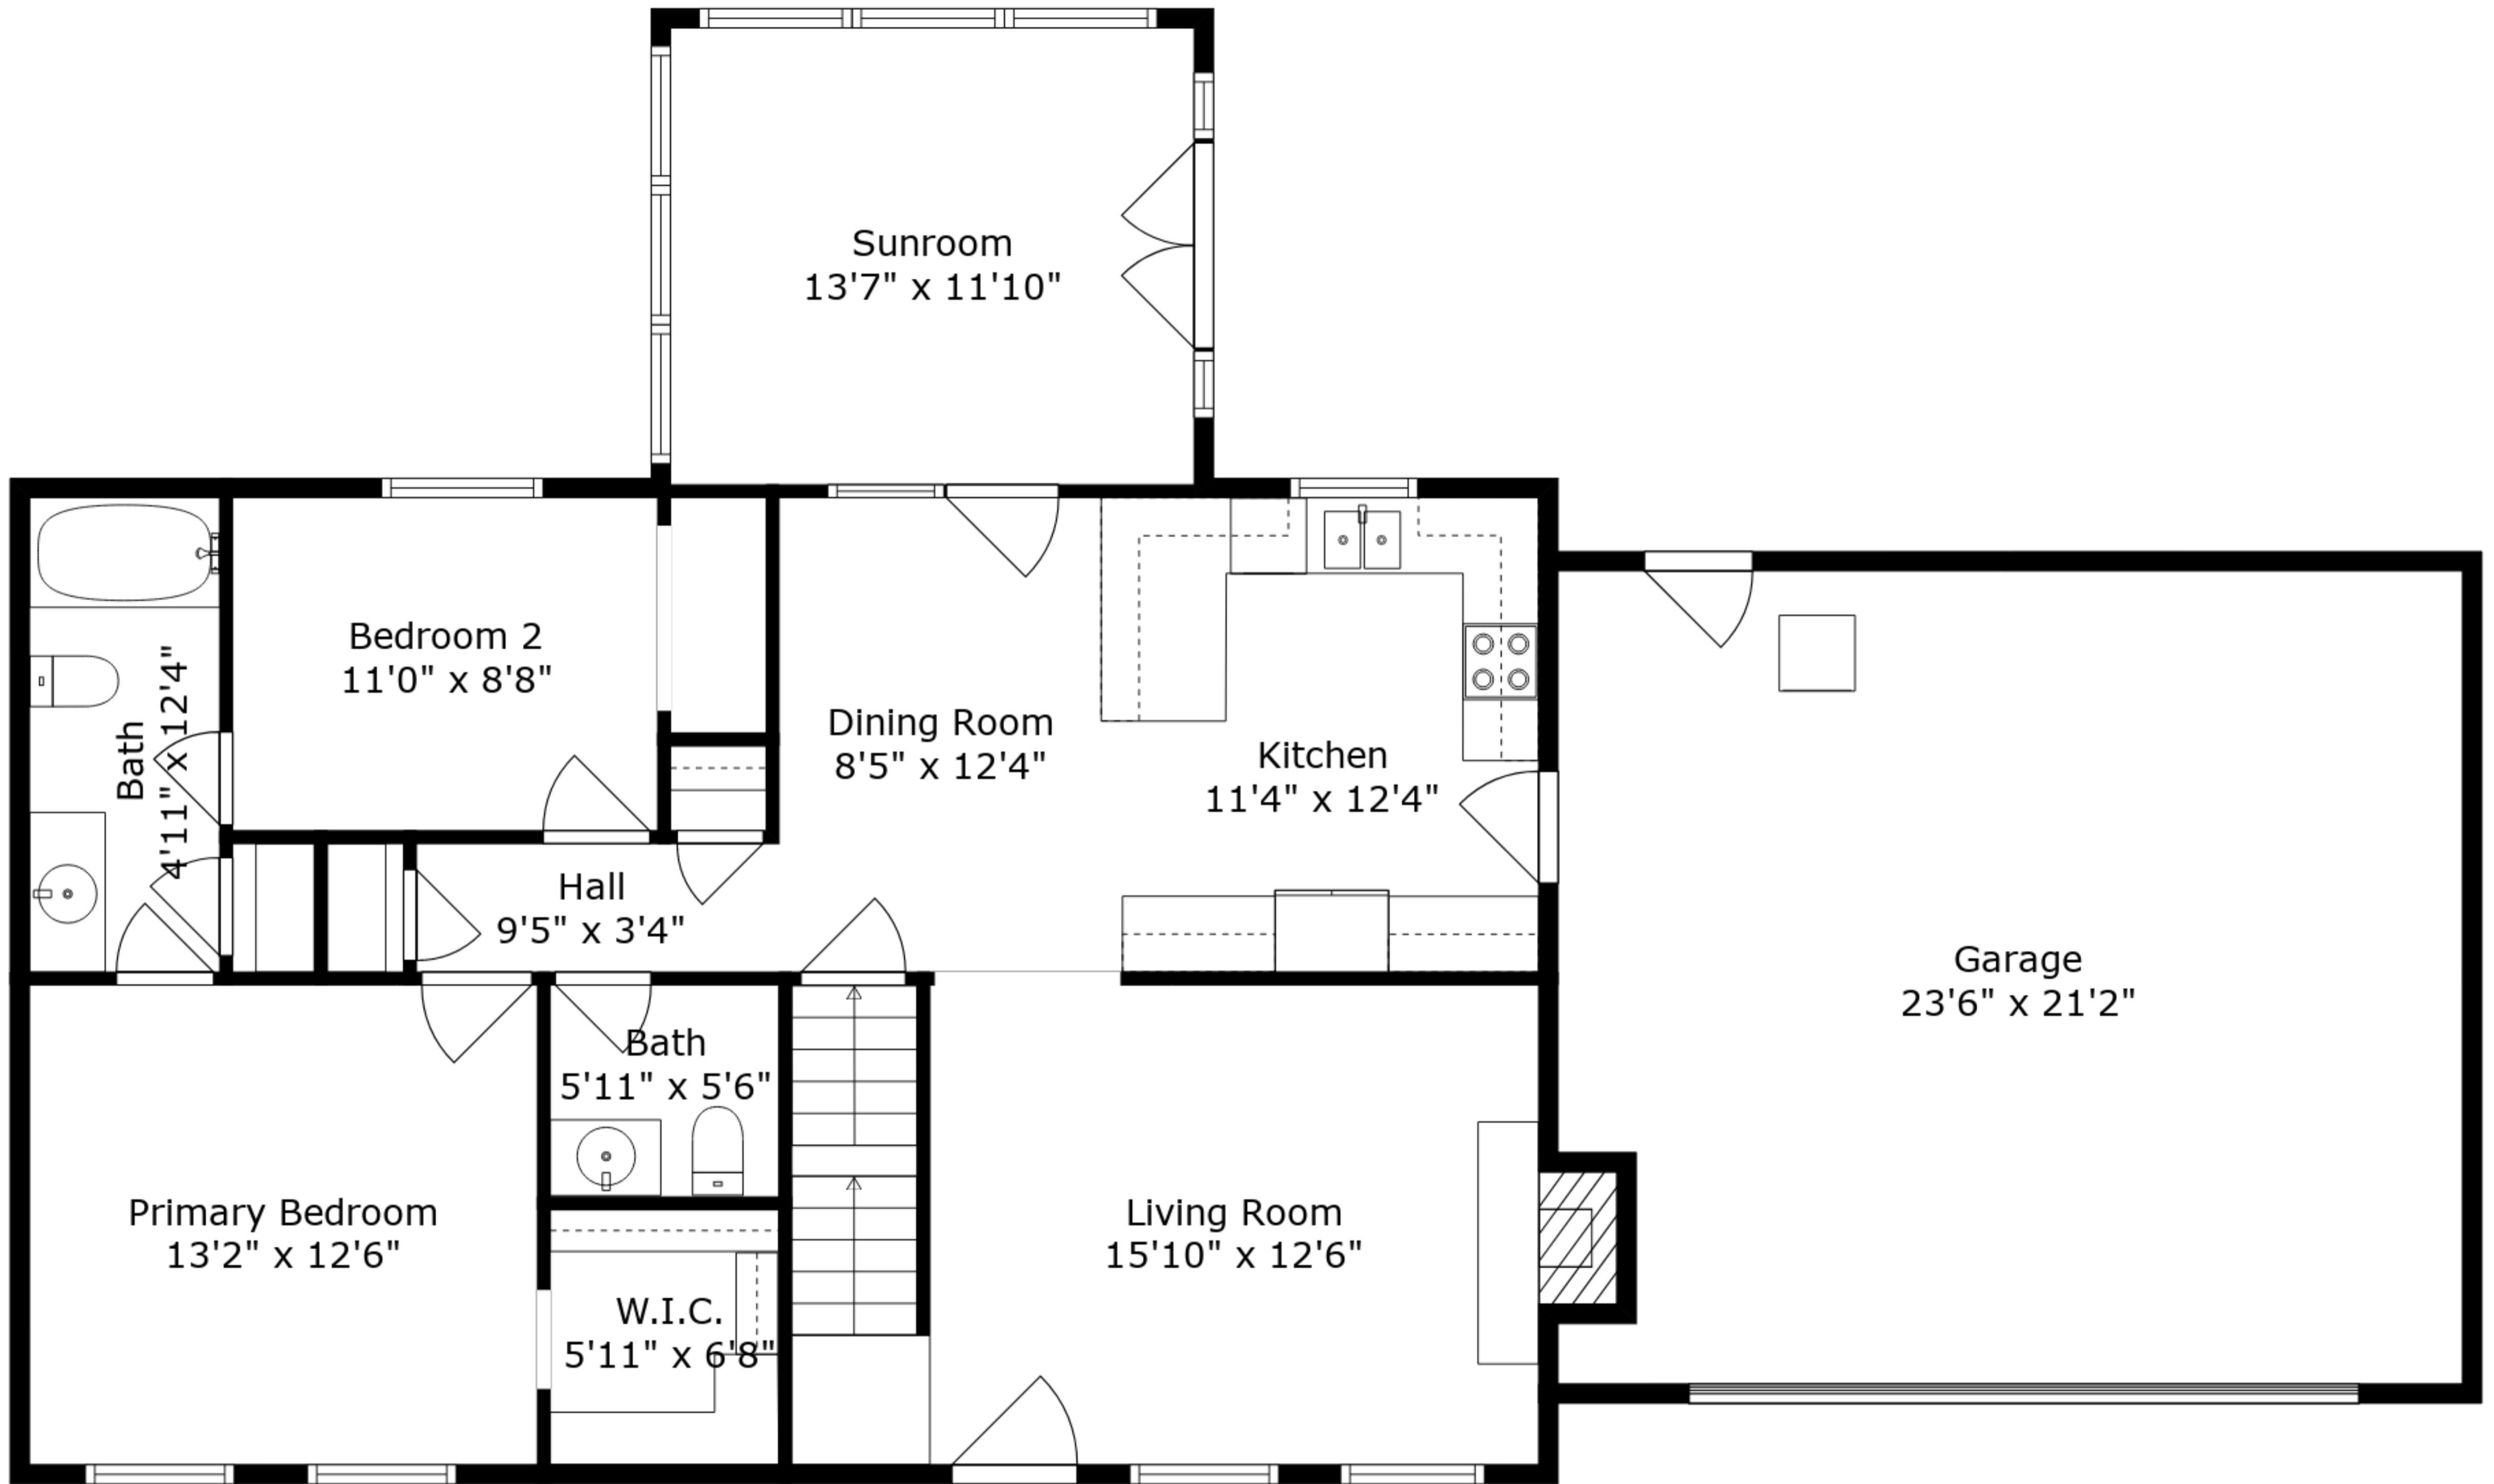 Sunroom
13'7" x 11'10"
Bedroom 2
11'0" x 8'8"
Bath
4'11" x 12'4"
Dining Room
8'5" x 12'4"
Kitchen
11'4" x 12'4"
Hall
9'5" x 3'4"
Garage
23'6" x 21'2"
Bath
5'11" x 5'6"
Primary Bedroom
13'2" x 12'6"
Living Room
15'10" x 12'6"
W.I.C.
5'11" x 6'8"